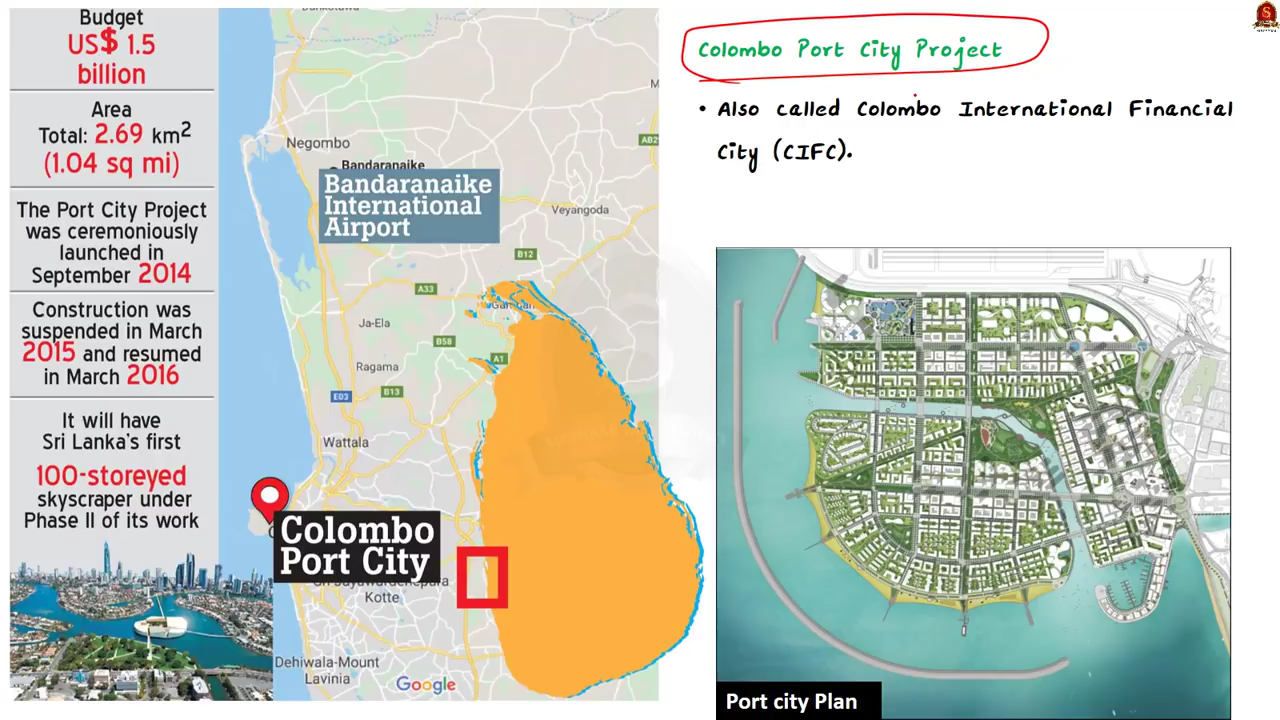 Budget
US$ 1.5
billion
Area
Total: 2.69 km²
(1.04 sq mi)
The Port City Project
was ceremoniously
launched in
September 2014
Construction was
suspended in March
2015 and resumed
in March 2016
It will have
Sri Lanka's first
100-storeyed
skyscraper under
Phase II of its work
Negombo
Bandaranaike
Bandaranaike
International
Airport
Veyangoda
AB2
B12
A33
Ja-Ela
B58
A1
Ragama
E03
B13
Wattala
Colombo
Port City
Kotte
Dehiwala-Mount
Lavinia
Google
Colombo Port City Project
• Also called Colombo International Financial
City (CIFC).
Port city Plan